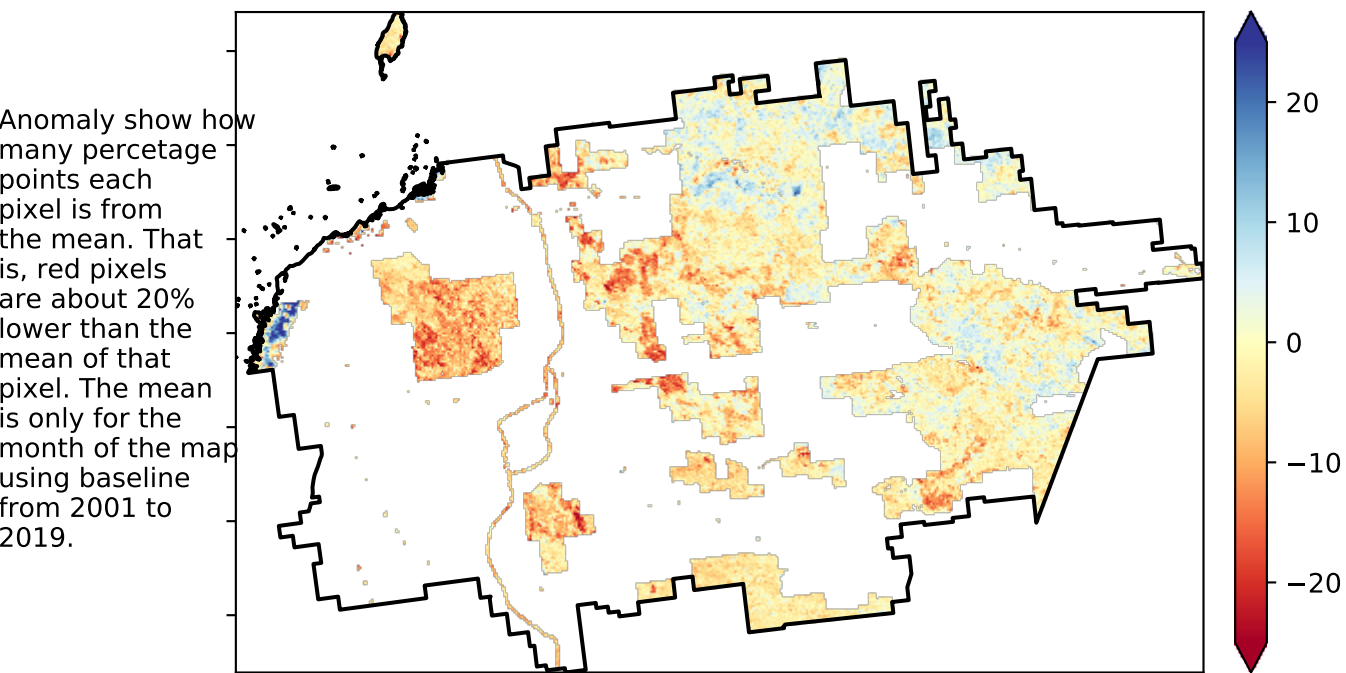 Anomaly show how
many percetage
points each
pixel is from
the mean. That
is, red pixels
are about 20%
lower than the
mean of that
pixel. The mean
is only for the
month of the map
using baseline
from 2001 to
2019.
20
10
0
−10
−20